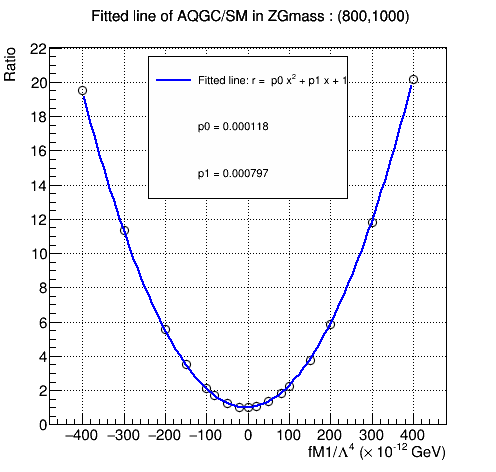 Fitted line of AQGC/SM in ZGmass : (800,1000)
Ratio
22
20
18
16
14
12
10
8
6
4
2
0
Fitted line: r = p0 x² + p1 x + 1
p0 = 0.000118
p1 = 0.000797
−400 −300 −200 −100 0 100 200 300 400
fM1/Λ⁴ (× 10⁻¹² GeV)